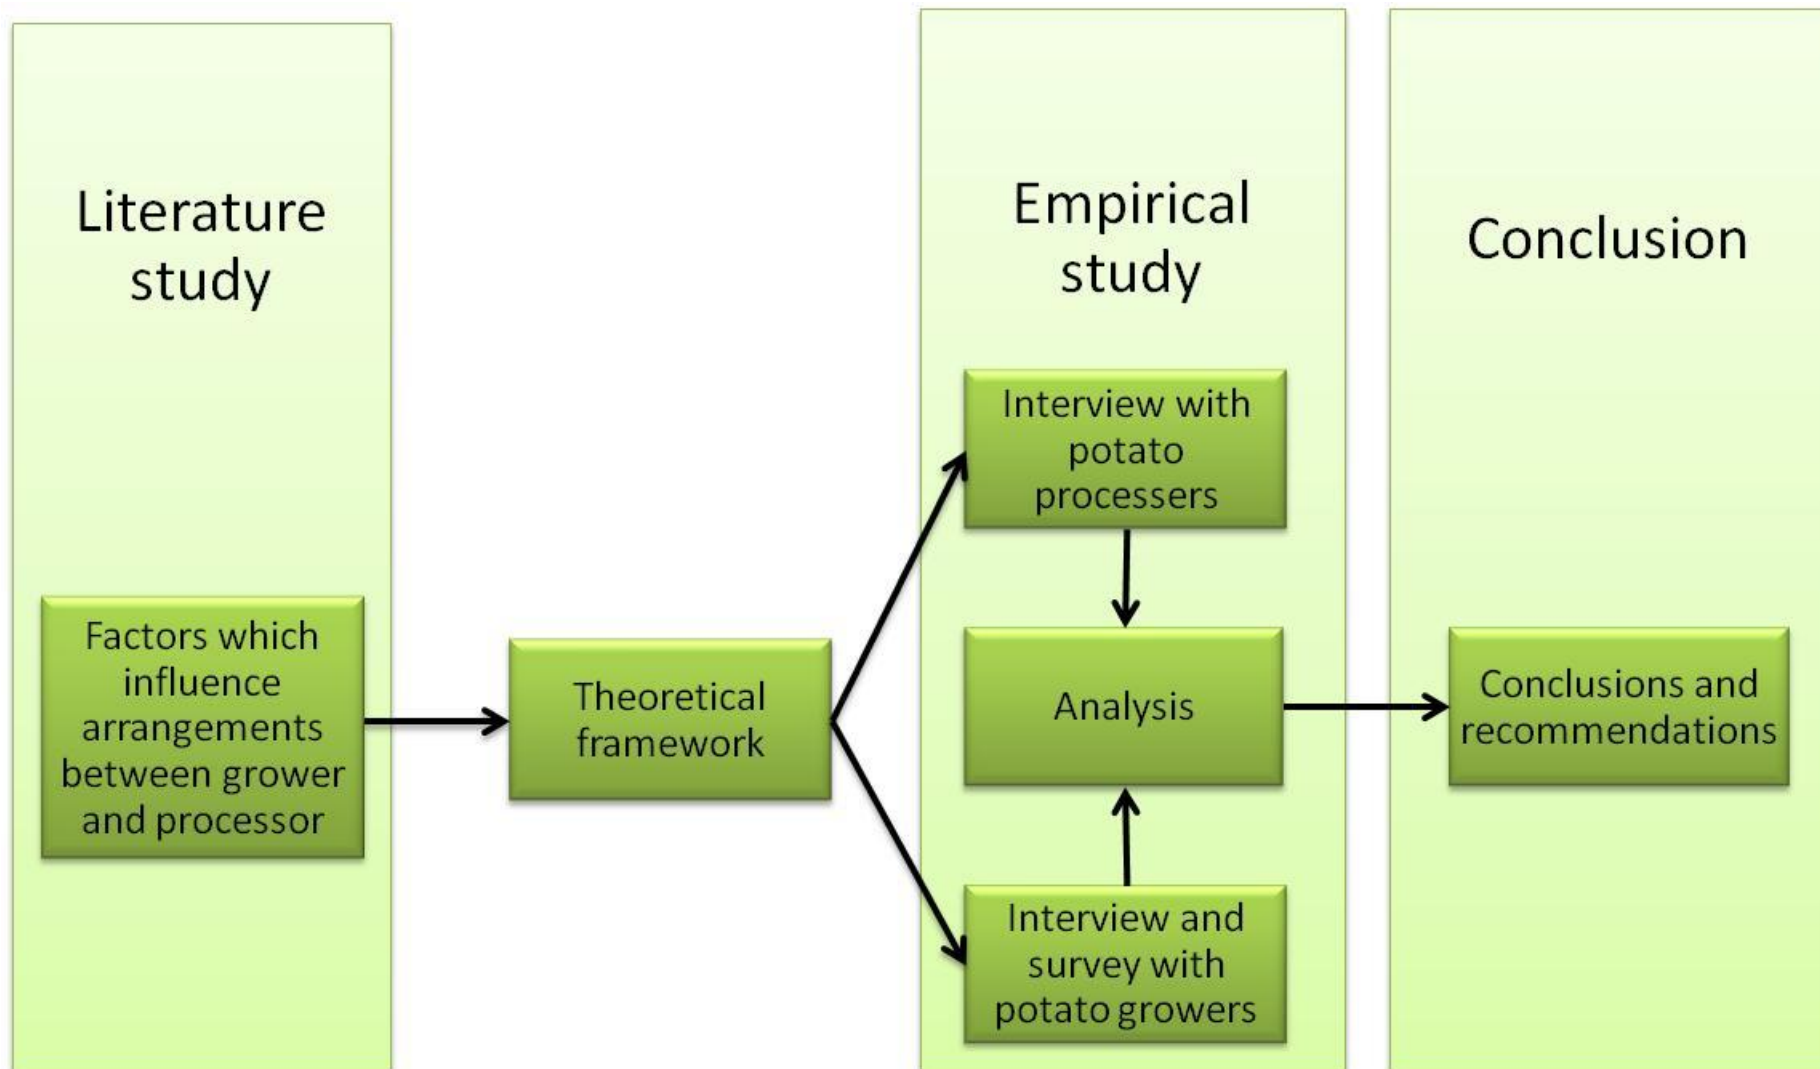 Literature
study
Factors which
influence
arrangements
between grower
and processor
Theoretical
framework
Empirical
study
Interview with
potato
processers
Analysis
Interview and
survey with
potato growers
Conclusion
Conclusions and
recommendations